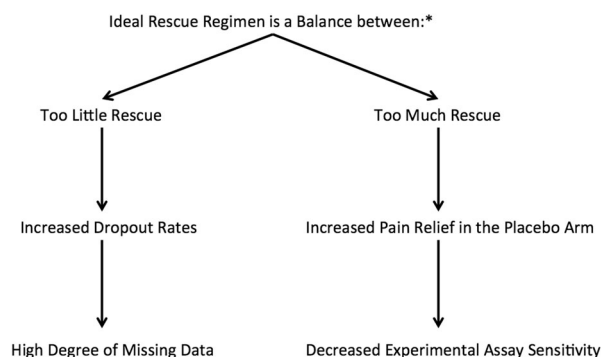 Ideal Rescue Regimen is a Balance between:*
Too Little Rescue
Too Much Rescue
Increased Dropout Rates
Increased Pain Relief in the Placebo Arm
High Degree of Missing Data
Decreased Experimental Assay Sensitivity